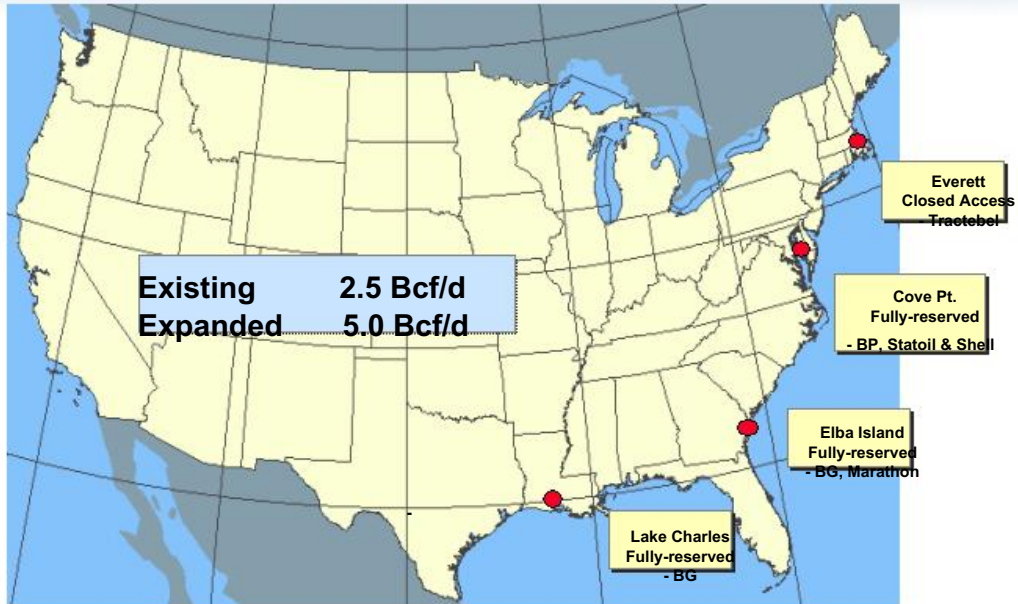 Everett
Closed Access
- Tractebel
Existing 2.5 Bcf/d
Expanded 5.0 Bcf/d
Cove Pt.
Fully-reserved
- BP, Statoil & Shell
Elba Island
Fully-reserved
- BG, Marathon
-
Lake Charles
Fully-reserved
- BG